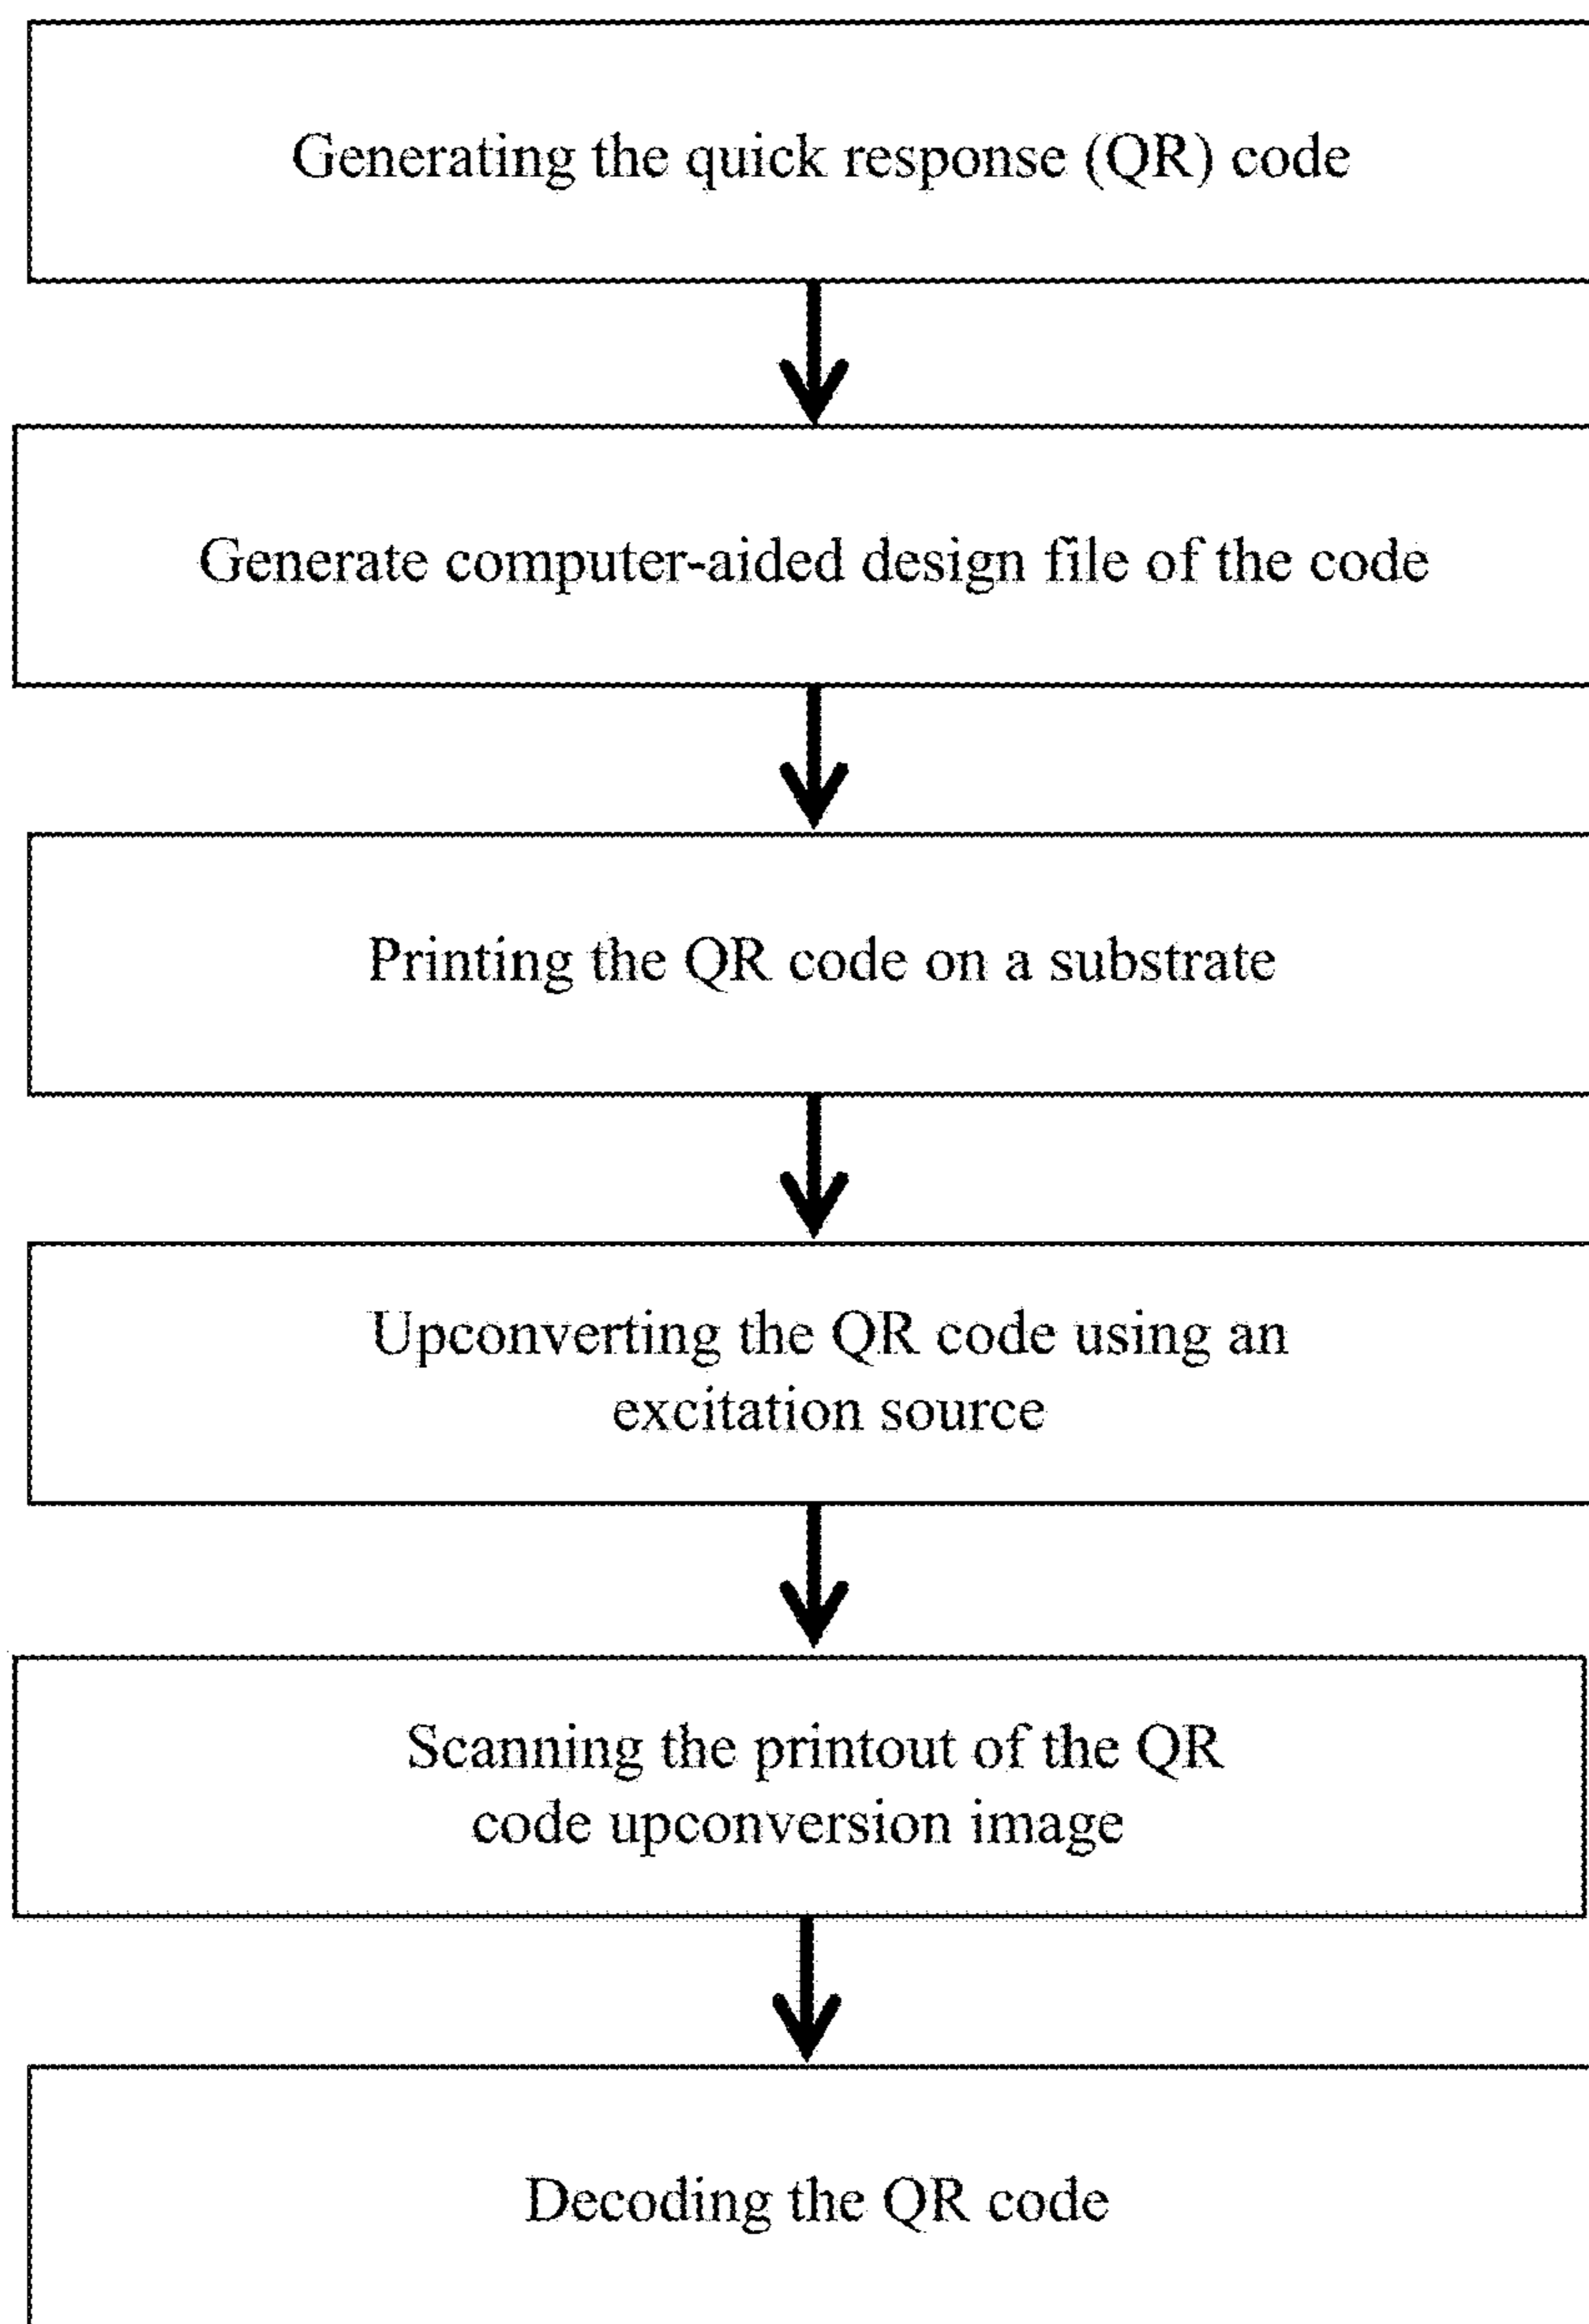 Generating the quick response (QR) code
Generate computer-aided design file of the code
Printing the QR code on a substrate
Upconverting the QR code using an
excitation source
Scanning the printout of the QR
code upconversion image
Decoding the QR code